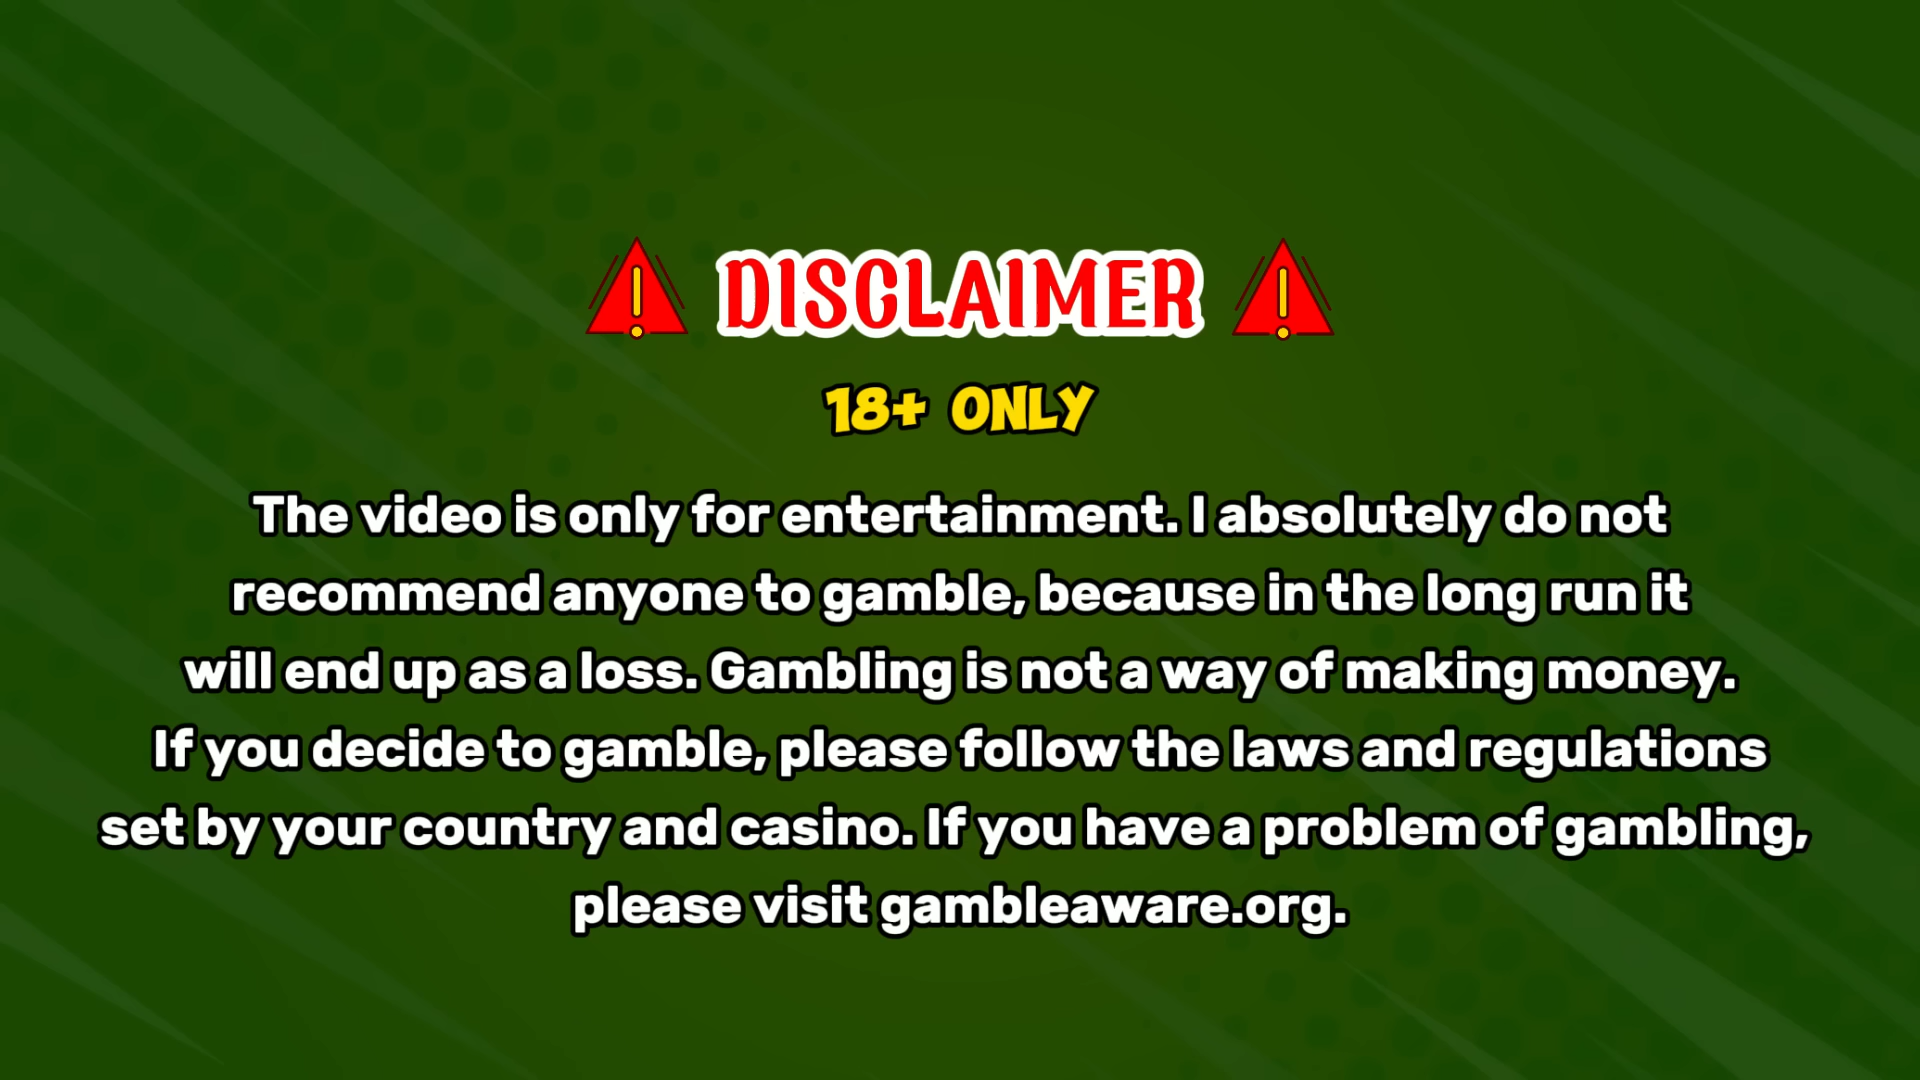 DISCLAIMER
18+ ONLY
The video is only for entertainment. I absolutely do not
recommend anyone to gamble, because in the long run it
will end up as a loss. Gambling is not a way of making money.
If you decide to gamble, please follow the laws and regulations
set by your country and casino. If you have a problem of gambling,
please visit gambleaware.org.